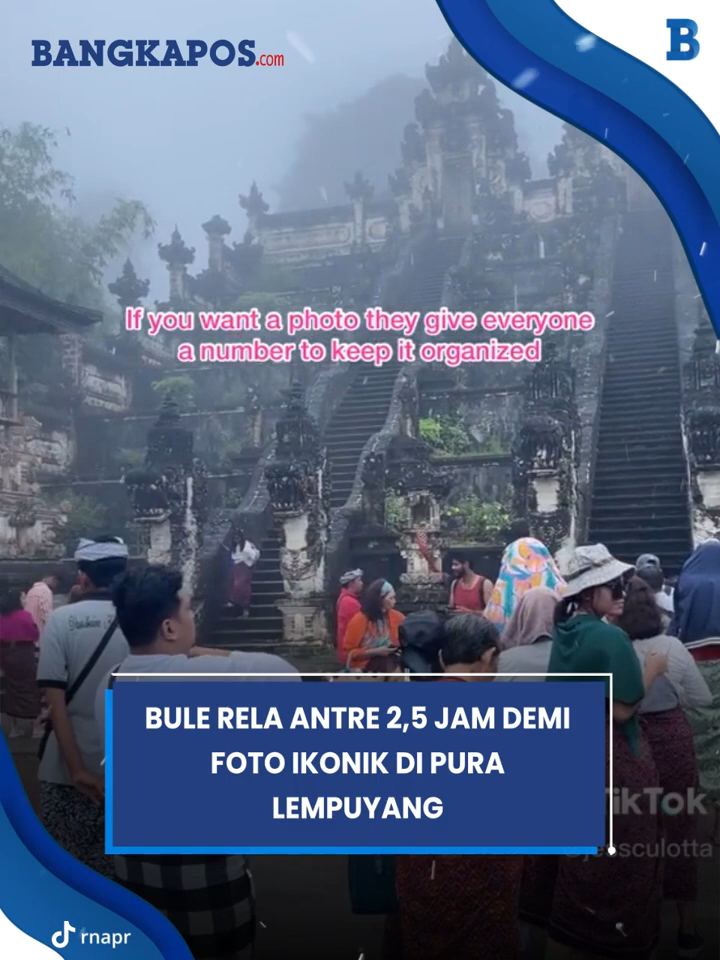 BANGKAPOS.com
B
If you want a photo they give everyone
a number to keep it organized
BULE RELA ANTRE 2,5 JAM DEMI
FOTO IKONIK DI PURA
LEMPUYANG
rnapr